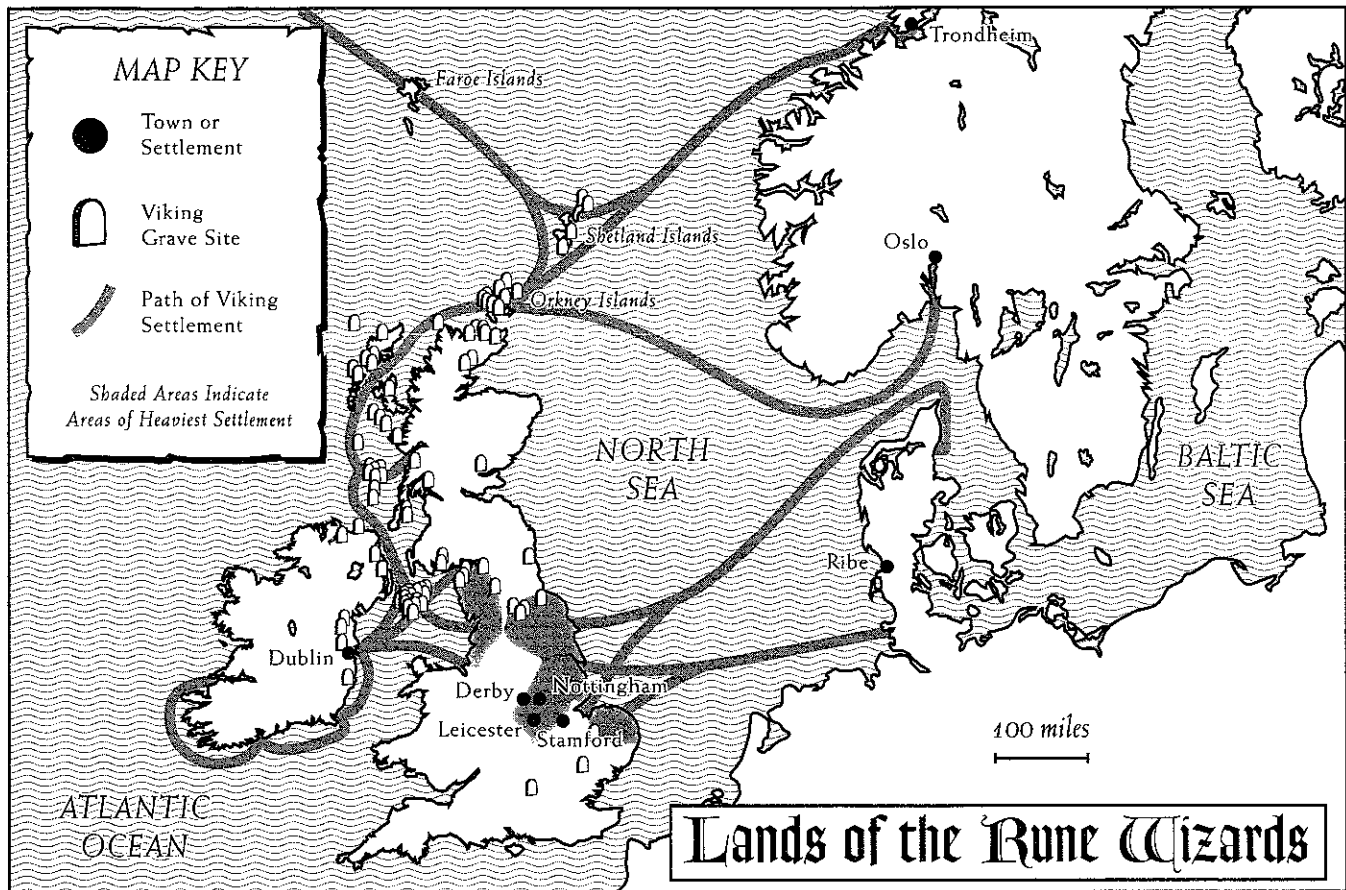 MAP KEY
Town or
Settlement
Viking
Grave Site
Path of Viking
Settlement
Shaded Areas Indicate
Areas of Heaviest Settlement
Trondheim
Faroe Islands
Shetland Islands
Oslo
Orkney Islands
NORTH
SEA
BALTIC
SEA
Ribe
Dublin
Derby
Nottingham
Leicester
Stamford
100 miles
ATLANTIC
OCEAN
Lands of the Rune Wizards